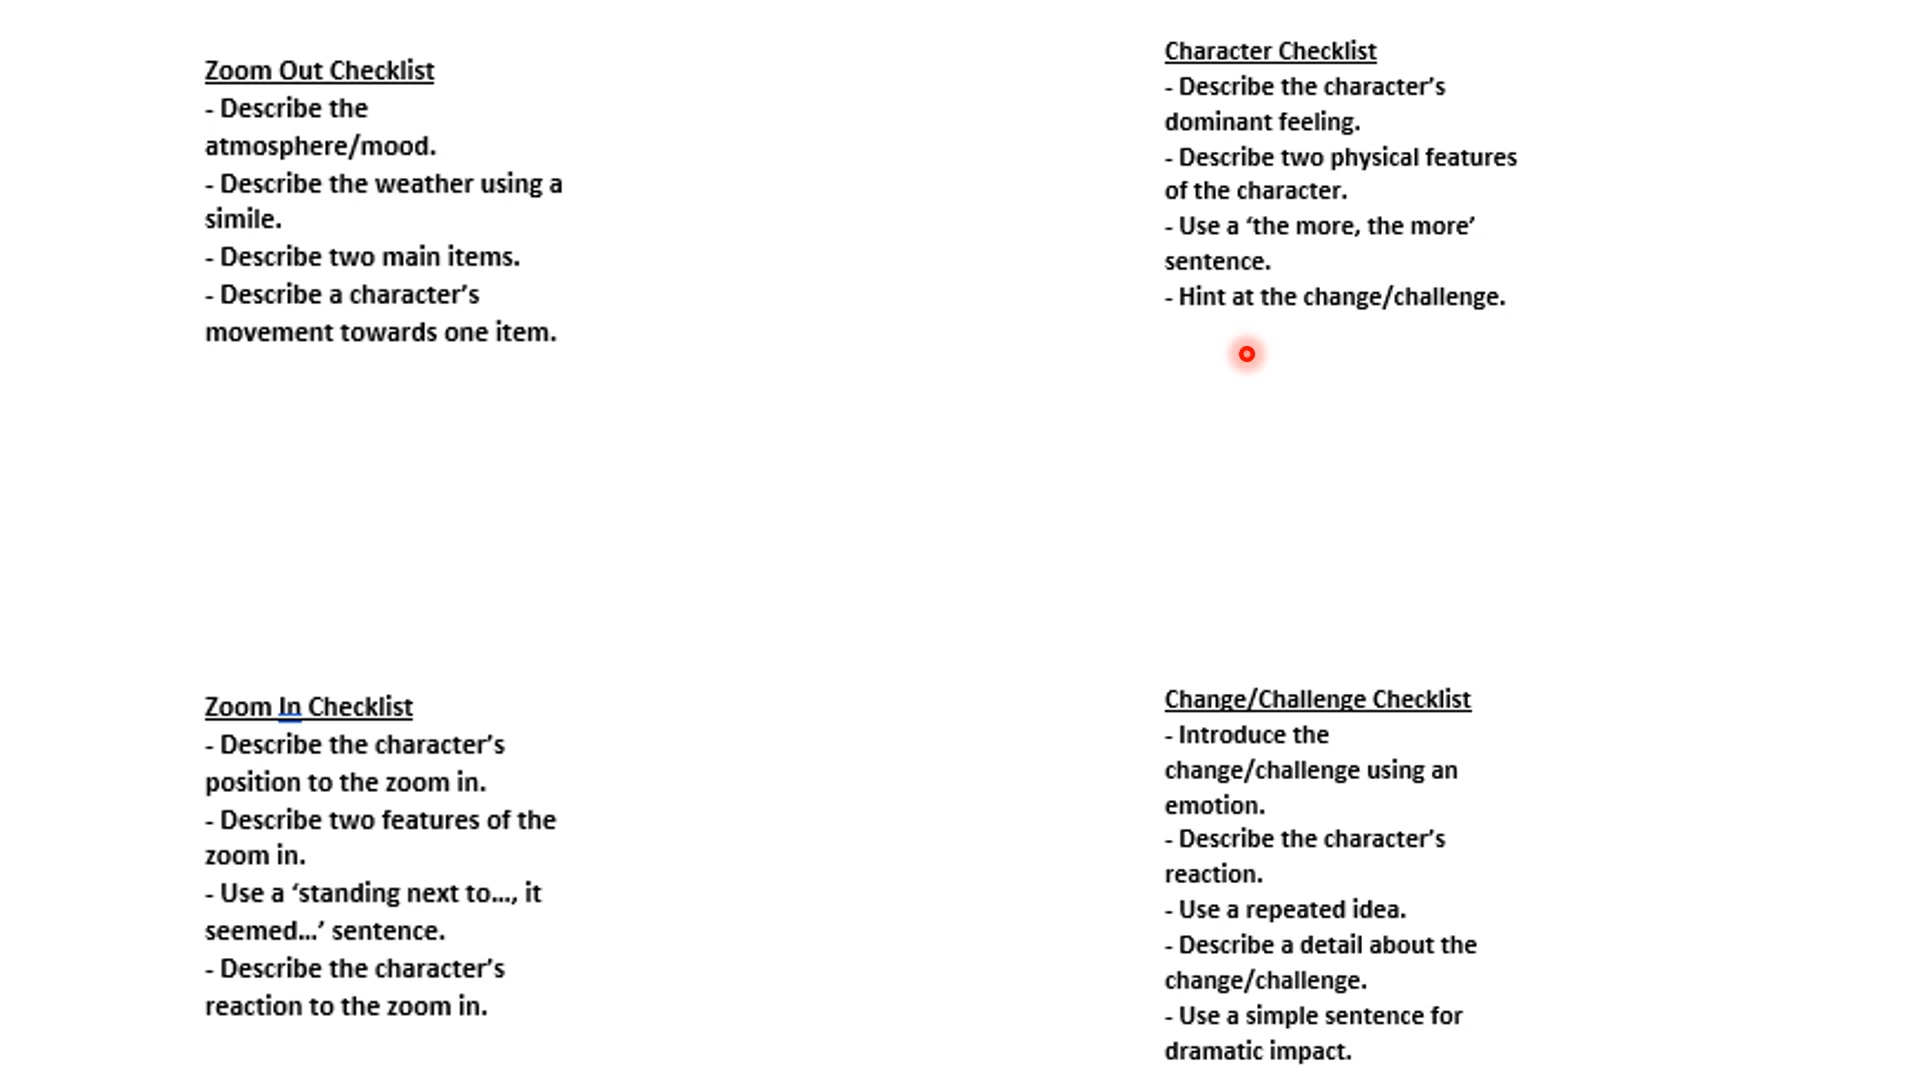 Zoom Out Checklist
- Describe the
atmosphere/mood.
- Describe the weather using a
simile.
- Describe two main items.
- Describe a character’s
movement towards one item.
Character Checklist
- Describe the character’s
dominant feeling.
- Describe two physical features
of the character.
- Use a ‘the more, the more’
sentence.
- Hint at the change/challenge.
Zoom In Checklist
- Describe the character’s
position to the zoom in.
- Describe two features of the
zoom in.
- Use a ‘standing next to…, it
seemed…’ sentence.
- Describe the character’s
reaction to the zoom in.
Change/Challenge Checklist
- Introduce the
change/challenge using an
emotion.
- Describe the character’s
reaction.
- Use a repeated idea.
- Describe a detail about the
change/challenge.
- Use a simple sentence for
dramatic impact.